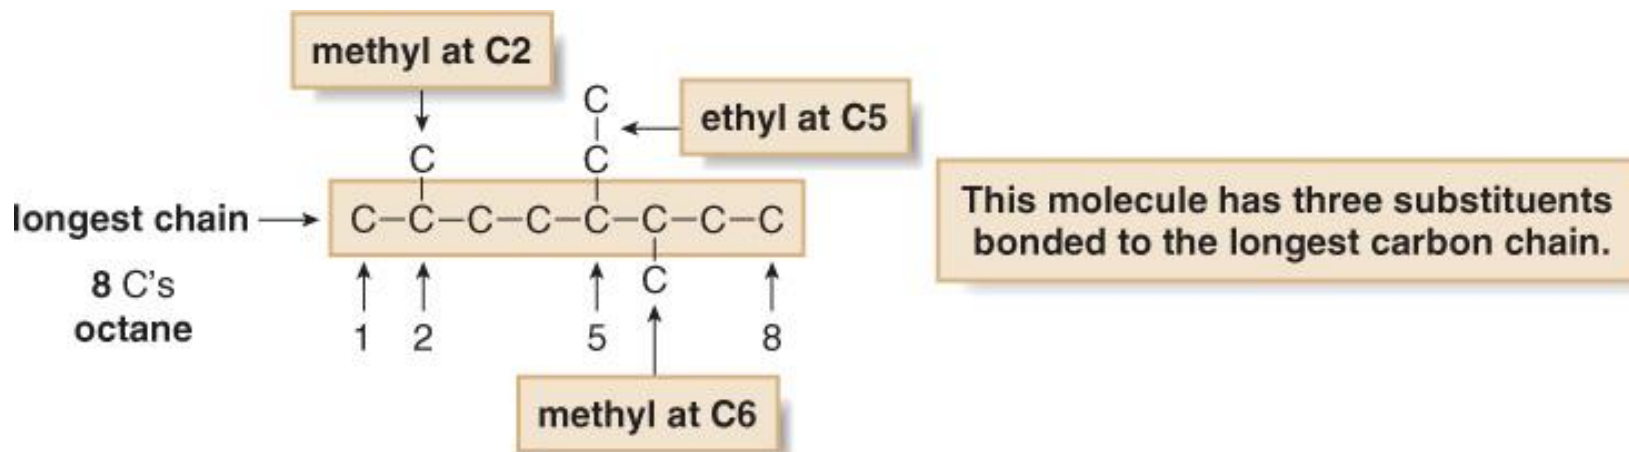 methyl at C2
C
ethyl at C5
C
C
longest chain
C–C–C–C–C–C–C–C
This molecule has three substituents
bonded to the longest carbon chain.
8 C's
octane
C
1 2 5 8
methyl at C6